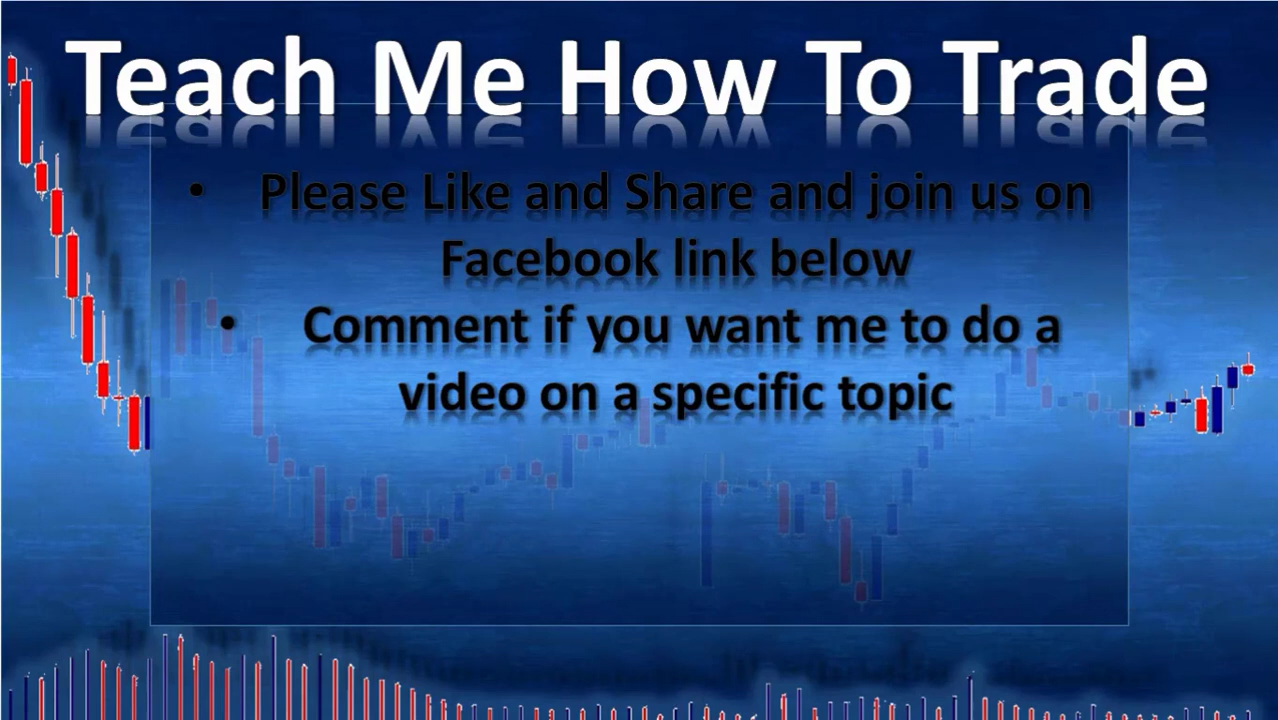 Teach Me How To Trade
• Please Like and Share and join us on
Facebook link below
• Comment if you want me to do a
video on a specific topic